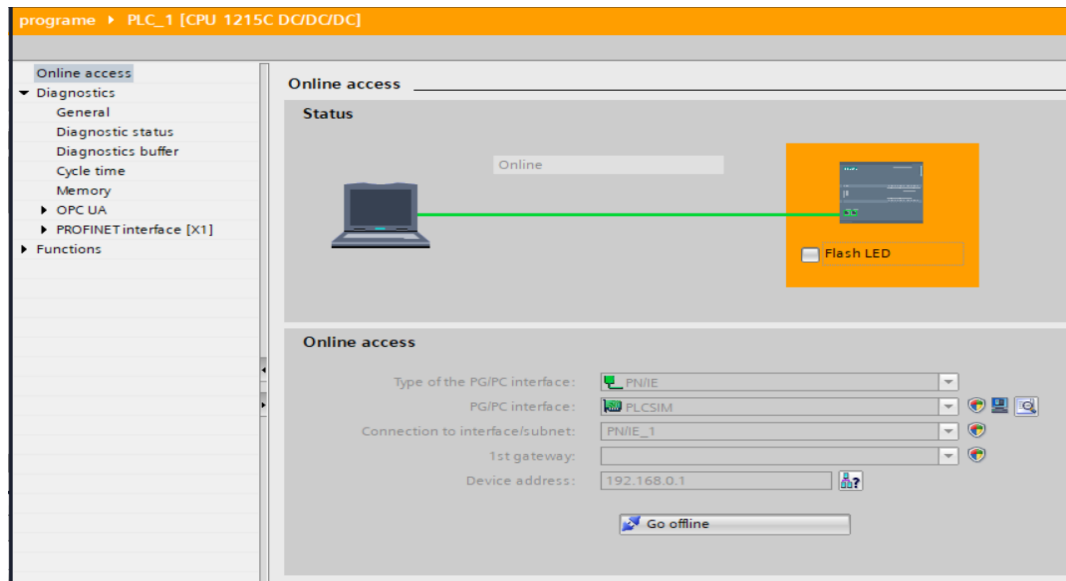 programe ▸ PLC_1 [CPU 1215C DC/DC/DC]
Online access
Diagnostics
General
Diagnostic status
Diagnostics buffer
Cycle time
Memory
OPC UA
PROFINET interface [X1]
Functions
Online access
Status
Online
Flash LED
Online access
Type of the PG/PC interface: PN/IE
PG/PC interface: PLCSIM
Connection to interface/subnet: PN/IE_1
1st gateway:
Device address: 192.168.0.1
Go offline